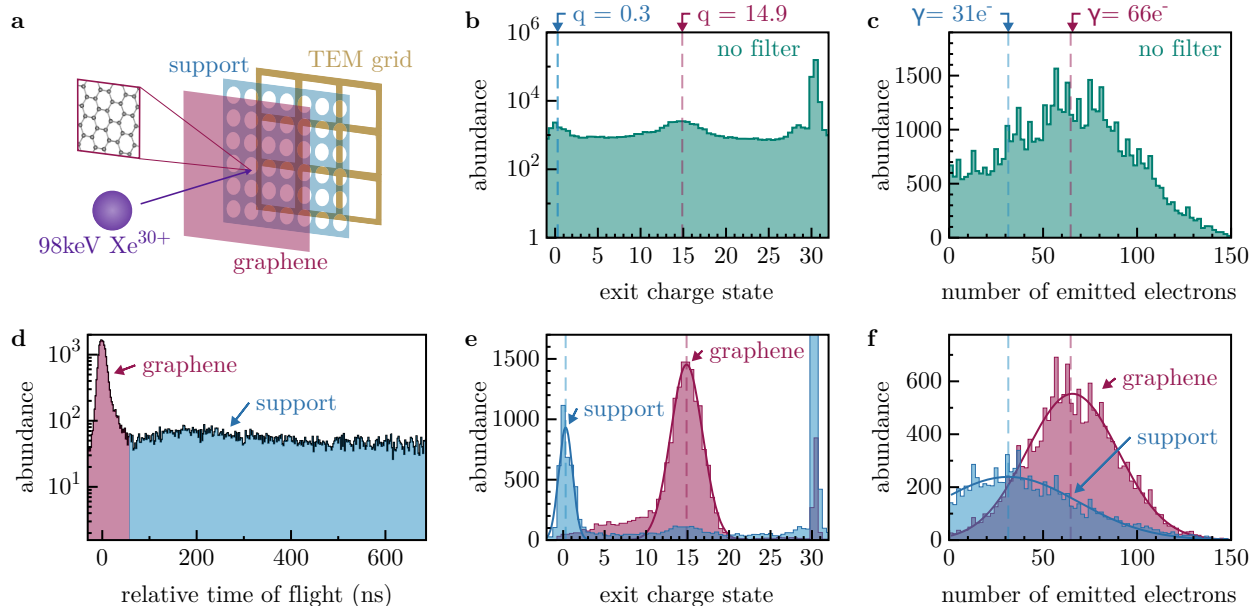 a
support
TEM grid
98keV Xe³⁰⁺
graphene
b
q = 0.3
q = 14.9
no filter
abundance
10⁶
10⁴
10²
1
0 5 10 15 20 25 30
exit charge state
c
γ= 31e⁻
γ= 66e⁻
no filter
abundance
1500
1000
500
0
0 50 100 150
number of emitted electrons
d
graphene
support
abundance
10³
10²
10¹
0 200 400 600
relative time of flight (ns)
e
graphene
support
abundance
1500
1000
500
0
0 5 10 15 20 25 30
exit charge state
f
graphene
support
abundance
600
400
200
0
0 50 100 150
number of emitted electrons